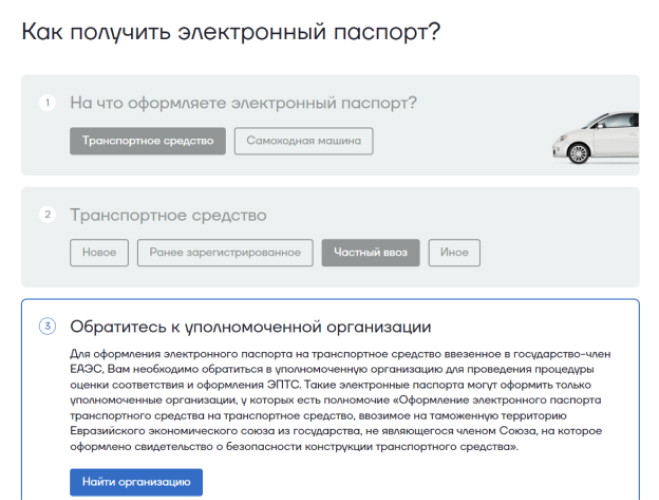 Как получить электронный паспорт?
1 На что оформляете электронный паспорт?
Транспортное средство Самоходная машина
2 Транспортное средство
Новое Ранее зарегистрированное Частный ввоз Иное
3 Обратитесь к уполномоченной организации
Для оформления электронного паспорта на транспортное средство ввезенное в государство-член
ЕАЭС, Вам необходимо обратиться в уполномоченную организацию для проведения процедуры
оценки соответствия и оформления ЭПТС. Такие электронные паспорта могут оформить только
уполномоченные организации, у которых есть полномочие «Оформление электронного паспорта
транспортного средства на транспортное средство, ввозимое на таможенную территорию
Евразийского экономического союза из государства, не являющегося членом Союза, на которое
оформлено свидетельство о безопасности конструкции транспортного средства».
Найти организацию